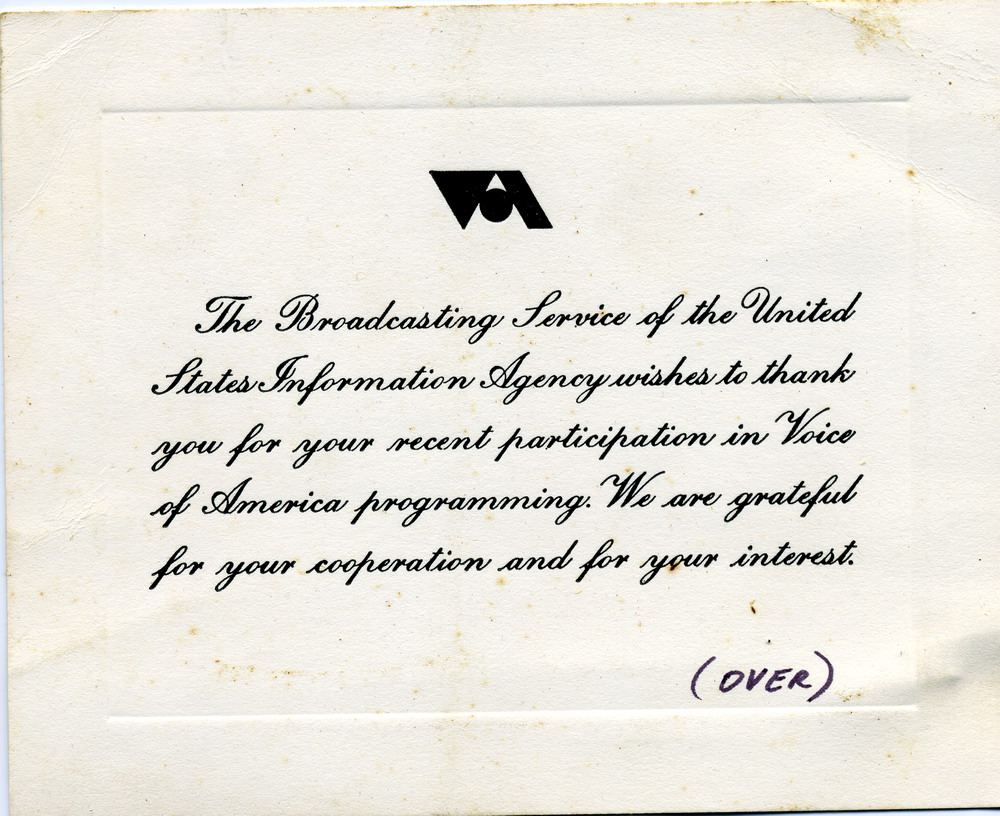 VOA
The Broadcasting Service of the United
States Information Agency wishes to thank
you for your recent participation in Voice
of America programming. We are grateful
for your cooperation and for your interest.
(OVER)